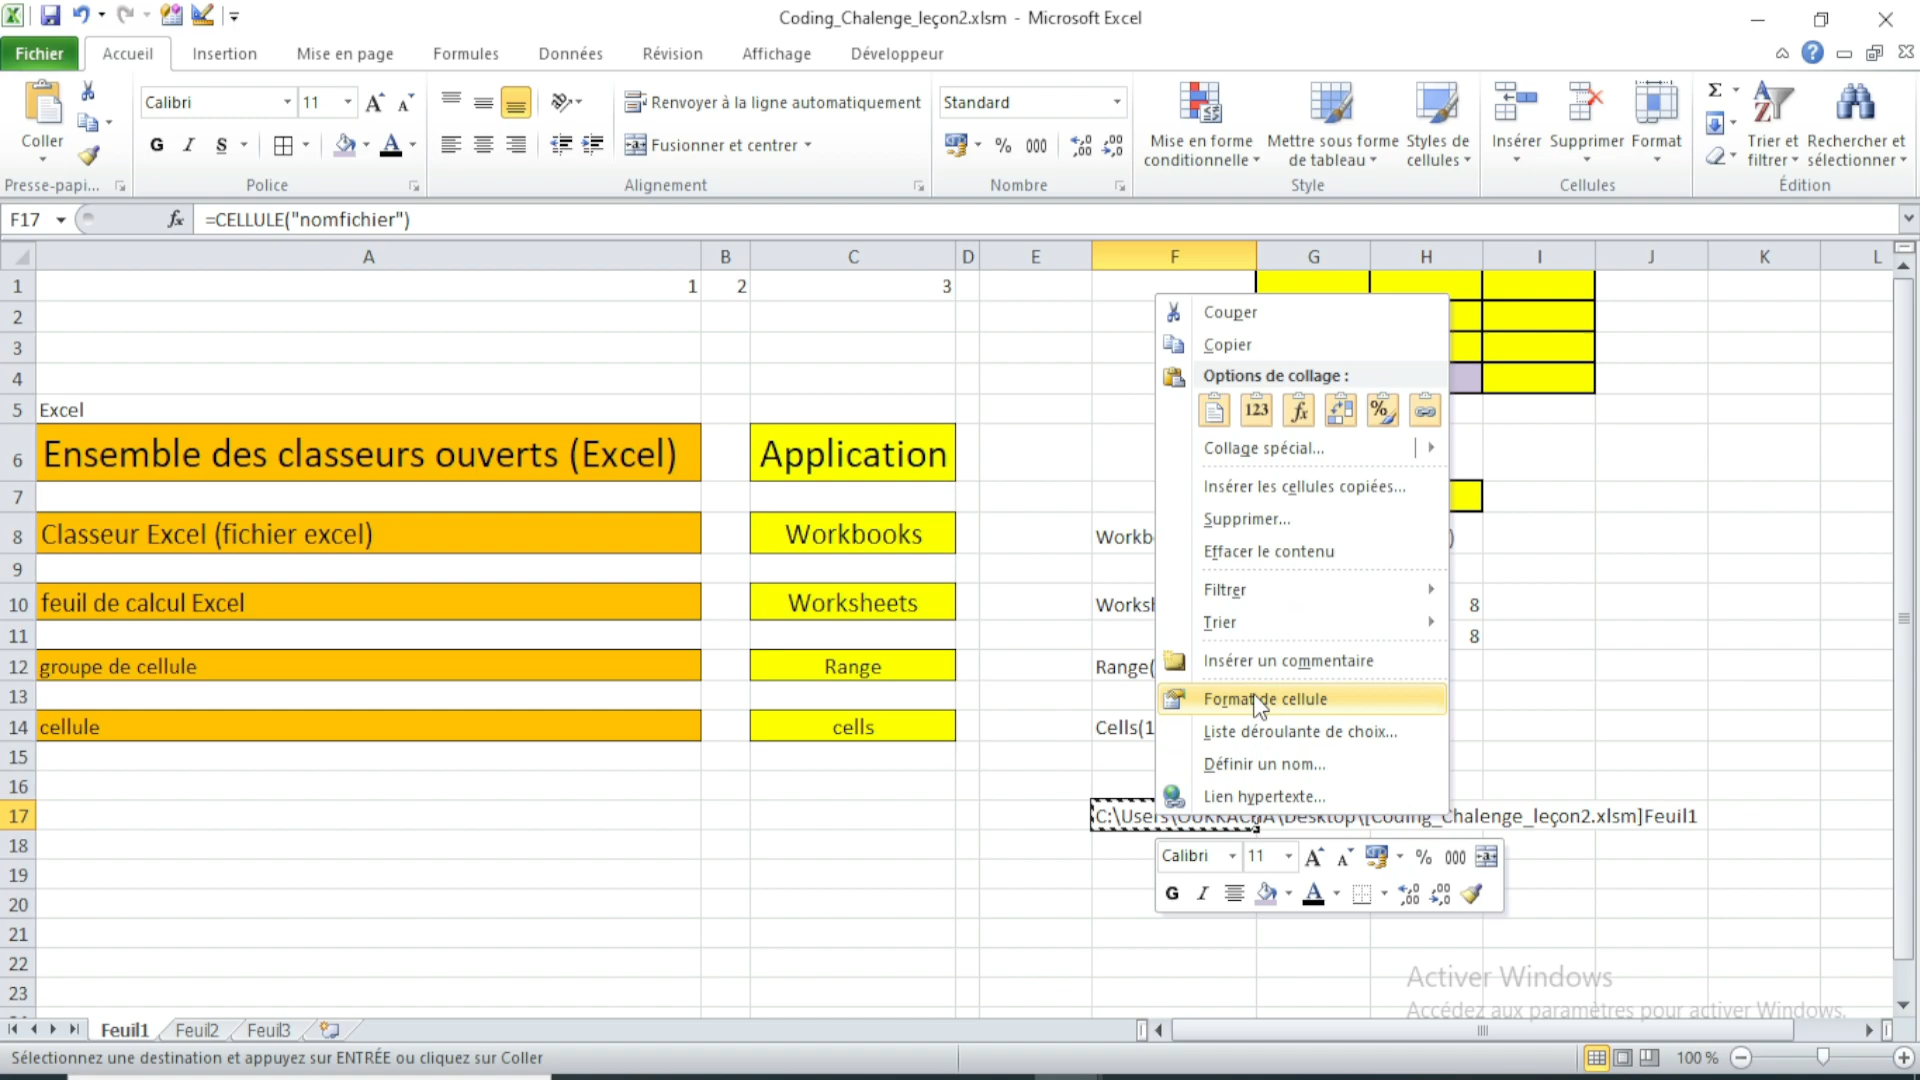 Coding_Chalenge_leçon2.xlsm - Microsoft Excel
Fichier Accueil Insertion Mise en page Formules Données Révision Affichage Développeur
Coller
Presse-papi...
Calibri 11
G I S
Police
Renvoyer à la ligne automatiquement
Fusionner et centrer
Alignement
Standard
% 000
Nombre
Mise en forme conditionnelle
Mettre sous forme de tableau
Styles de cellules
Style
Insérer Supprimer Format
Cellules
Trier et filtrer
Rechercher et sélectionner
Édition
F17 fx =CELLULE("nomfichier")
A B C D E F G H I J K L
1 1 2 3
2
3
4
5 Excel
6 Ensemble des classeurs ouverts (Excel) Application
7
8 Classeur Excel (fichier excel) Workbooks )
9
10 feuil de calcul Excel Worksheets 8
11 8
12 groupe de cellule Range Range(
13
14 cellule cells Cells(1
15
16
17 Chalenge_leçon2.xlsm]Feuil1
18
19
20
21
22
23
Couper
Copier
Options de collage :
123 fx %
Collage spécial...
Insérer les cellules copiées...
Supprimer...
Effacer le contenu
Filtrer
Trier
Insérer un commentaire
Format de cellule
Liste déroulante de choix...
Définir un nom...
Lien hypertexte...
Calibri 11 A A % 000
G I A
Activer Windows
Accédez aux paramètres pour activer Windows.
Feuil1 Feuil2 Feuil3
Sélectionnez une destination et appuyez sur ENTRÉE ou cliquez sur Coller
100 %